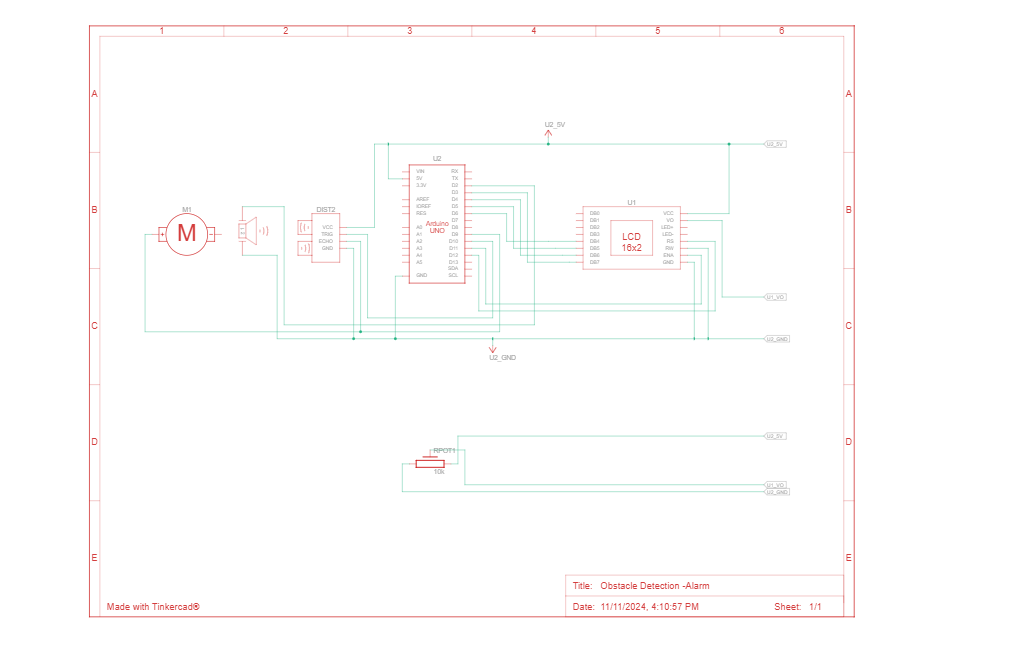 1 2 3 4 5 6
A A
U2_5V
U2_5V
U2
VIN RX
5V TX
3.3V D2
D3
AREF D4
IOREF D5
RES D6
D7
A0 D8
A1 D9
A2 D10
A3 D11
A4 D12
A5 D13
SDA
GND SCL
Arduino
UNO
B B
M1
M
+ -
DIST2
VCC
TRIG
ECHO
GND
U1
DB0 VCC
DB1 VO
DB2 LED+
DB3 LED-
DB4 RS
DB5 RW
DB6 ENA
DB7 GND
LCD
16x2
U1_VO
C C
U2_GND
U2_GND
U2_5V
D D
RPOT1
10k
U1_VO
U2_GND
E E
Title: Obstacle Detection -Alarm
Made with Tinkercad®
Date: 11/11/2024, 4:10:57 PM Sheet: 1/1